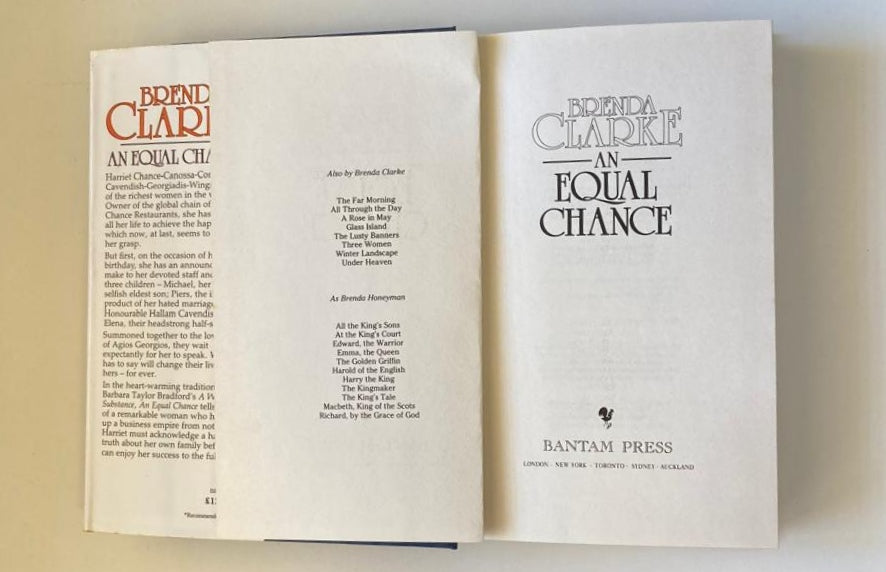 BREND
CLAR
AN EQUAL CHA
Harriet Chance-Canossa-Cor
Cavendish-Georgiadis-Wing
of the richest women in the
Owner of the global chain of
Chance Restaurants, she has
all her life to achieve the hap
which now, at last, seems to
her grasp.
But first, on the occasion of h
birthday, she has an announc
make to her devoted staff and
three children – Michael, her
selfish eldest son; Piers, the i
product of her hated marriage
Honourable Hallam Cavendis
Elena, their headstrong half-s
Summoned together to the lov
of Agios Georgios, they wait
expectantly for her to speak.
has to say will change their liv
hers – for ever.
In the heart-warming tradition
Barbara Taylor Bradford's A W
Substance, An Equal Chance tells
of a remarkable woman who h
up a business empire from not
Harriet must acknowledge a h
truth about her own family bef
can enjoy her success to the ful
£1
*Recommend
Also by Brenda Clarke
The Far Morning
All Through the Day
A Rose in May
Glass Island
The Lusty Banners
Three Women
Winter Landscape
Under Heaven
As Brenda Honeyman
All the King's Sons
At the King's Court
Edward, the Warrior
Emma, the Queen
The Golden Griffin
Harold of the English
Harry the King
The Kingmaker
The King's Tale
Macbeth, King of the Scots
Richard, by the Grace of God
BRENDA
CLARKE
AN
EQUAL
CHANCE
BANTAM PRESS
LONDON · NEW YORK · TORONTO · SYDNEY · AUCKLAND